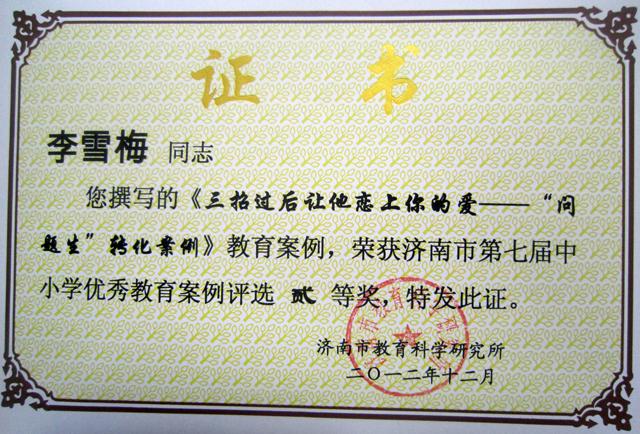 证 书
李雪梅 同志
您撰写的《三招过后让他恋上你的爱——“问
题生”转化案例》教育案例，荣获济南市第七届中
小学优秀教育案例评选 贰 等奖，特发此证。
济南市教育科学研究所
二〇一二年十二月